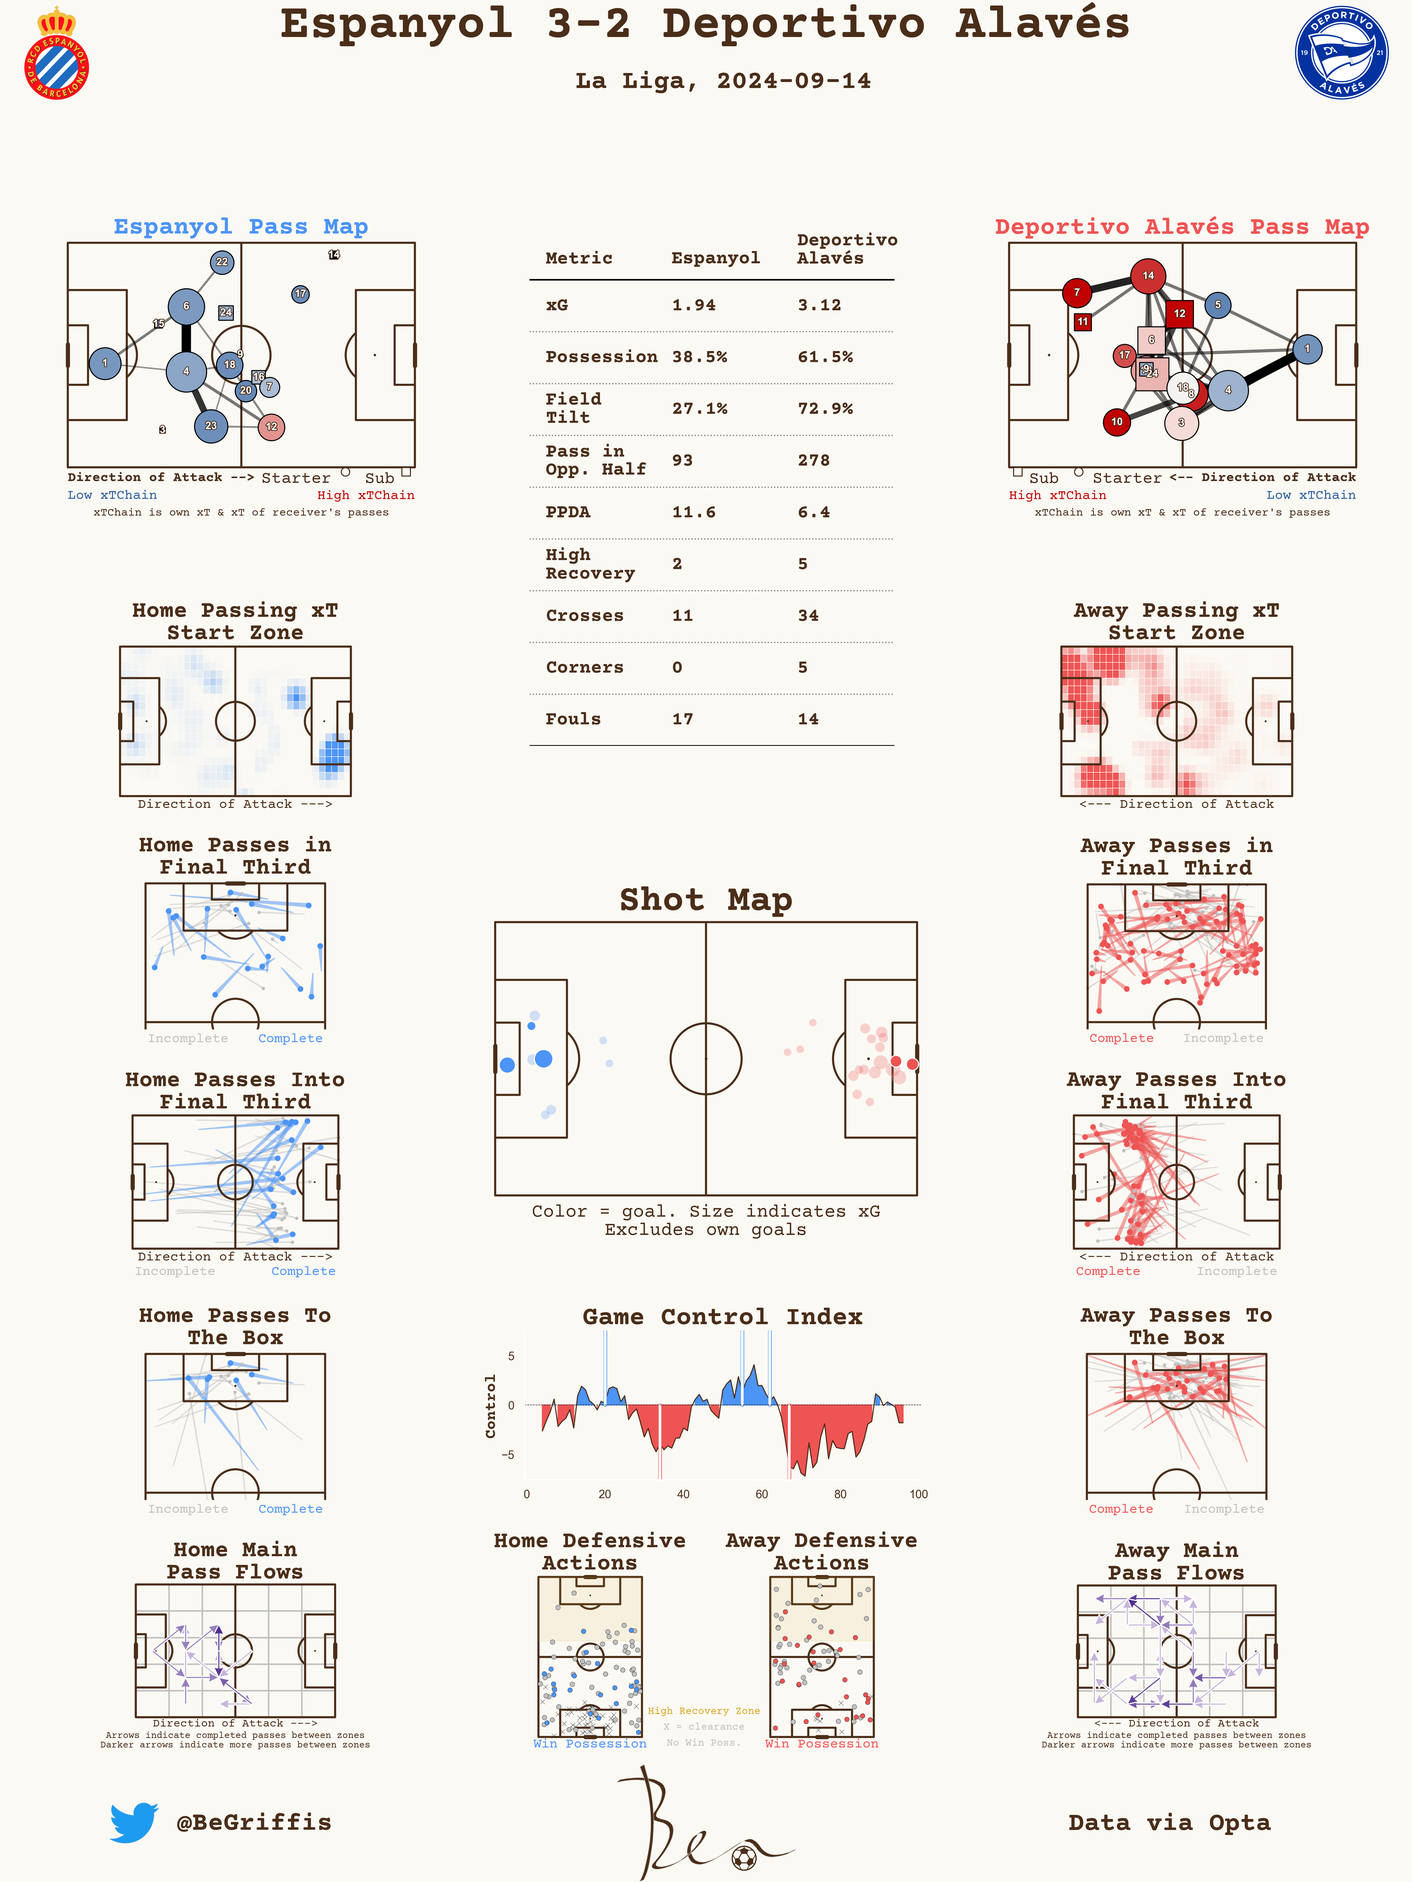 Espanyol 3-2 Deportivo Alavés
La Liga, 2024-09-14
RCD ESPANYOL
DE BARCELONA
DEPORTIVO
19 21
ALAVÉS
Espanyol Pass Map
22
14
17
6
24
15
9
1
4
18
16
20
7
23
12
3
Direction of Attack --> Starter Sub
Low xTChain High xTChain
xTChain is own xT & xT of receiver's passes
Metric Espanyol Deportivo Alavés
xG 1.94 3.12
Possession 38.5% 61.5%
Field Tilt 27.1% 72.9%
Pass in Opp. Half 93 278
PPDA 11.6 6.4
High Recovery 2 5
Crosses 11 34
Corners 0 5
Fouls 17 14
Deportivo Alavés Pass Map
14
7
5
12
11
6
1
17
9
24
18
8
4
10
3
Sub Starter <-- Direction of Attack
High xTChain Low xTChain
xTChain is own xT & xT of receiver's passes
Home Passing xT
Start Zone
Direction of Attack --->
Away Passing xT
Start Zone
<--- Direction of Attack
Home Passes in
Final Third
Incomplete Complete
Away Passes in
Final Third
Complete Incomplete
Shot Map
Color = goal. Size indicates xG
Excludes own goals
Home Passes Into
Final Third
Direction of Attack --->
Incomplete Complete
Away Passes Into
Final Third
<--- Direction of Attack
Complete Incomplete
Home Passes To
The Box
Incomplete Complete
Game Control Index
Control
5
0
−5
0 20 40 60 80 100
Away Passes To
The Box
Complete Incomplete
Home Main
Pass Flows
Direction of Attack --->
Arrows indicate completed passes between zones
Darker arrows indicate more passes between zones
Home Defensive
Actions
Win Possession
High Recovery Zone
X = clearance
No Win Poss.
Away Defensive
Actions
Win Possession
Away Main
Pass Flows
<--- Direction of Attack
Arrows indicate completed passes between zones
Darker arrows indicate more passes between zones
@BeGriffis
Ben
Data via Opta